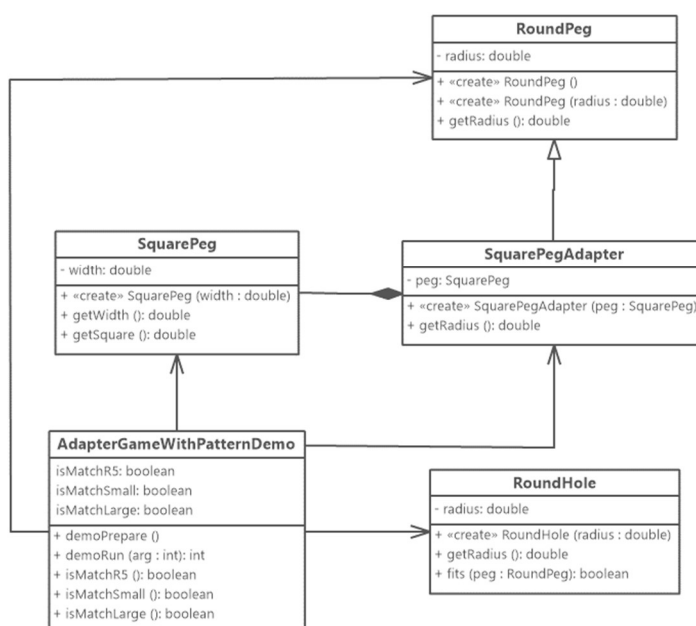 RoundPeg
- radius: double
+ «create» RoundPeg ()
+ «create» RoundPeg (radius : double)
+ getRadius (): double
SquarePeg
- width: double
+ «create» SquarePeg (width : double)
+ getWidth (): double
+ getSquare (): double
SquarePegAdapter
- peg: SquarePeg
+ «create» SquarePegAdapter (peg : SquarePeg)
+ getRadius (): double
AdapterGameWithPatternDemo
isMatchR5: boolean
isMatchSmall: boolean
isMatchLarge: boolean
+ demoPrepare ()
+ demoRun (arg : int): int
+ isMatchR5 (): boolean
+ isMatchSmall (): boolean
+ isMatchLarge (): boolean
RoundHole
- radius: double
+ «create» RoundHole (radius : double)
+ getRadius (): double
+ fits (peg : RoundPeg): boolean